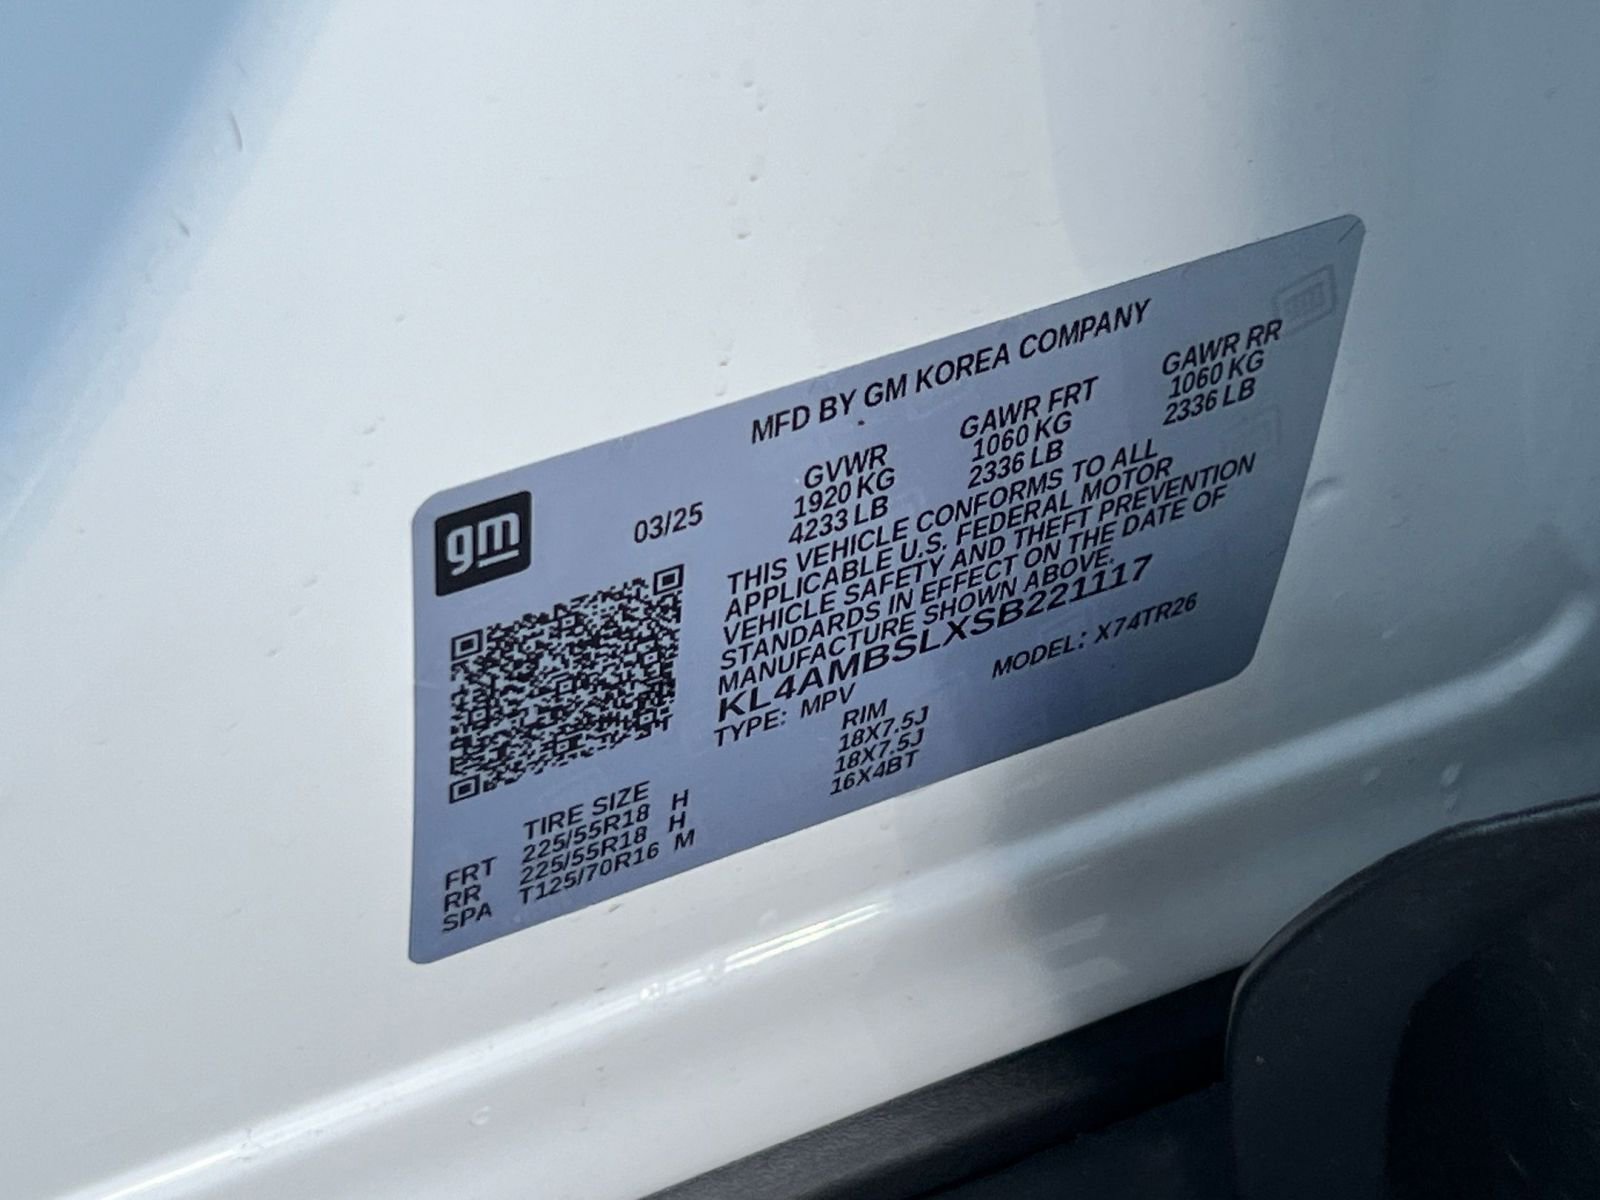 MFD BY GM KOREA COMPANY
gm
03/25
GVWR GAWR FRT GAWR RR
1920 KG 1060 KG 1060 KG
4233 LB 2336 LB 2336 LB
THIS VEHICLE CONFORMS TO ALL
APPLICABLE U.S. FEDERAL MOTOR
VEHICLE SAFETY AND THEFT PREVENTION
STANDARDS IN EFFECT ON THE DATE OF
MANUFACTURE SHOWN ABOVE.
KL4AMBSLXSB221117
TYPE: MPV MODEL: X74TR26
TIRE SIZE RIM
FRT 225/55R18 H 18X7.5J
RR 225/55R18 H 18X7.5J
SPA T125/70R16 M 16X4BT